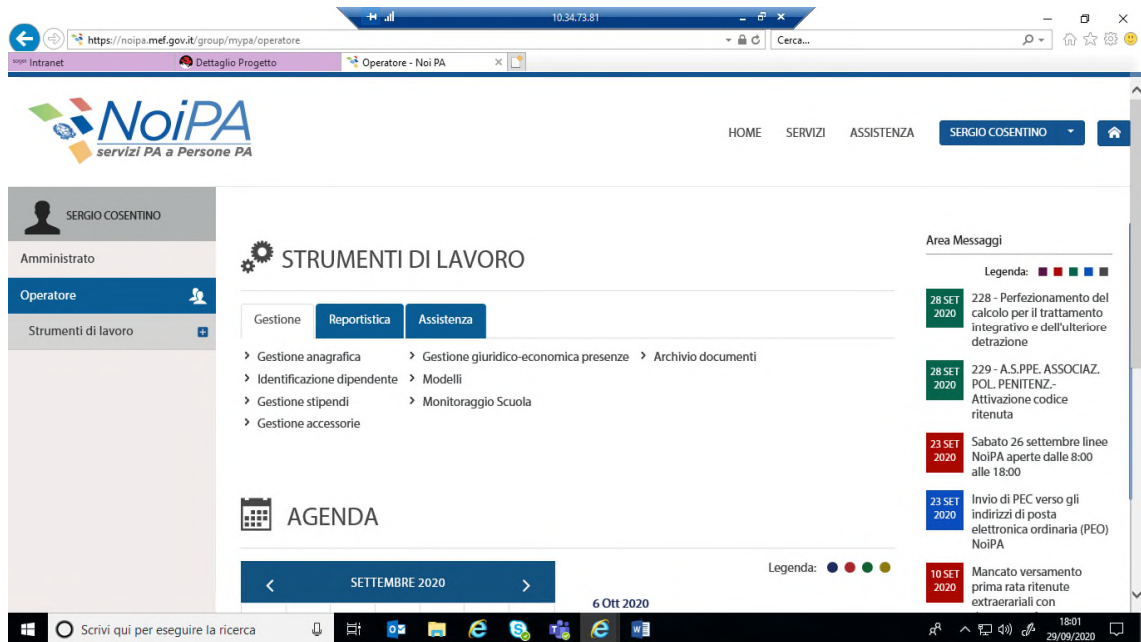 10.34.73.81
https://noipa.mef.gov.it/group/mypa/operatore
Cerca...
Intranet
Dettaglio Progetto
Operatore - Noi PA
NoiPA
servizi PA a Persone PA
HOME
SERVIZI
ASSISTENZA
SERGIO COSENTINO
SERGIO COSENTINO
Amministrato
Operatore
Strumenti di lavoro
STRUMENTI DI LAVORO
Gestione
Reportistica
Assistenza
Gestione anagrafica
Gestione giuridico-economica presenze
Archivio documenti
Identificazione dipendente
Modelli
Gestione stipendi
Monitoraggio Scuola
Gestione accessorie
AGENDA
SETTEMBRE 2020
Legenda:
6 Ott 2020
Area Messaggi
Legenda:
28 SET
2020
228 - Perfezionamento del
calcolo per il trattamento
integrativo e dell'ulteriore
detrazione
28 SET
2020
229 - A.S.PPE. ASSOCIAZ.
POL. PENITENZ.-
Attivazione codice
ritenuta
23 SET
2020
Sabato 26 settembre linee
NoiPA aperte dalle 8:00
alle 18:00
23 SET
2020
Invio di PEC verso gli
indirizzi di posta
elettronica ordinaria (PEO)
NoiPA
10 SET
2020
Mancato versamento
prima rata ritenute
extraerariali con
Scrivi qui per eseguire la ricerca
18:01
29/09/2020